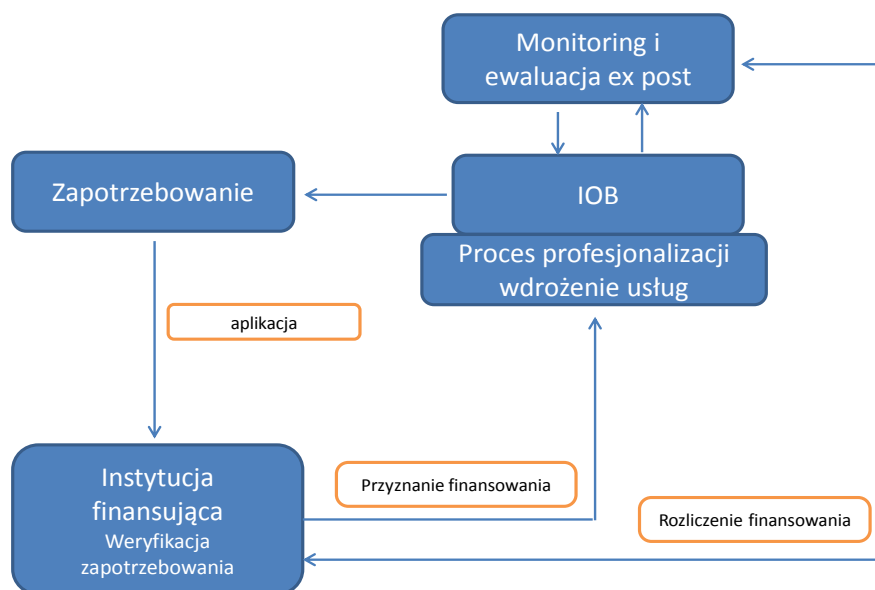 Monitoring i
ewaluacja ex post
Zapotrzebowanie
IOB
Proces profesjonalizacji
wdrożenie usług
aplikacja
Instytucja
finansująca
Weryfikacja
zapotrzebowania
Przyznanie finansowania
Rozliczenie finansowania